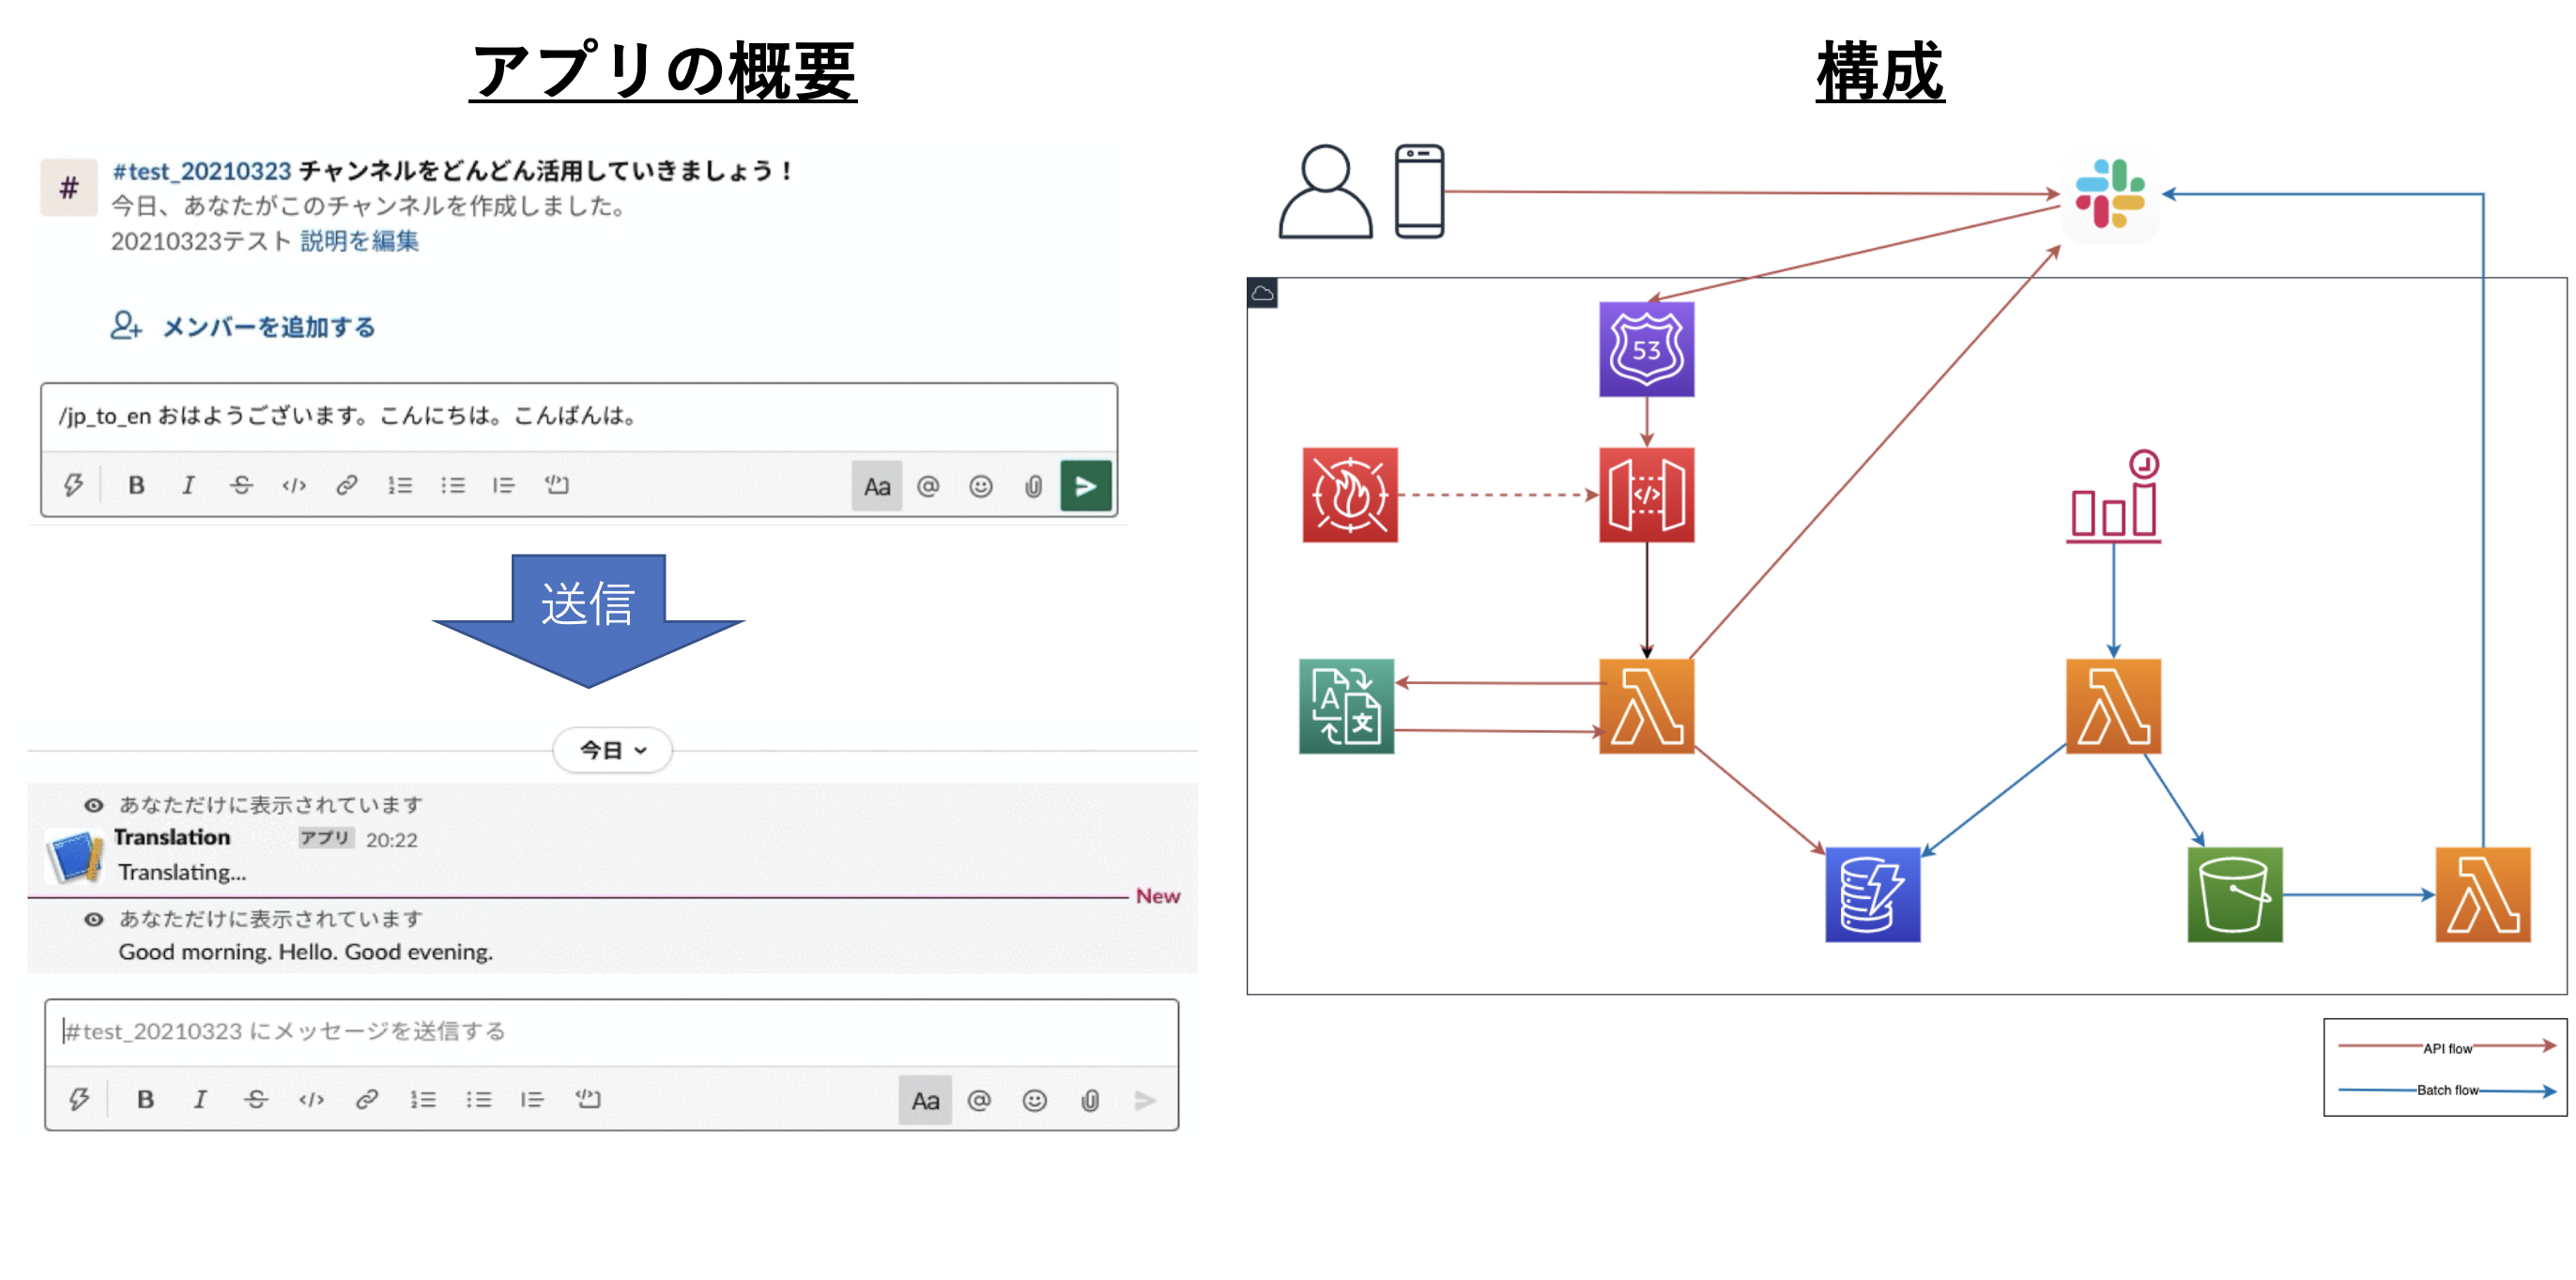 アプリの概要
#
#test_20210323 チャンネルをどんどん活用していきましょう！
今日、あなたがこのチャンネルを作成しました。
20210323テスト 説明を編集
メンバーを追加する
/jp_to_en おはようございます。こんにちは。こんばんは。
B I S </> Aa @
送信
今日
あなただけに表示されています
Translation アプリ 20:22
Translating...
New
あなただけに表示されています
Good morning. Hello. Good evening.
#test_20210323 にメッセージを送信する
B I S </> Aa @
構成
53
</>
A 文
API flow
Batch flow